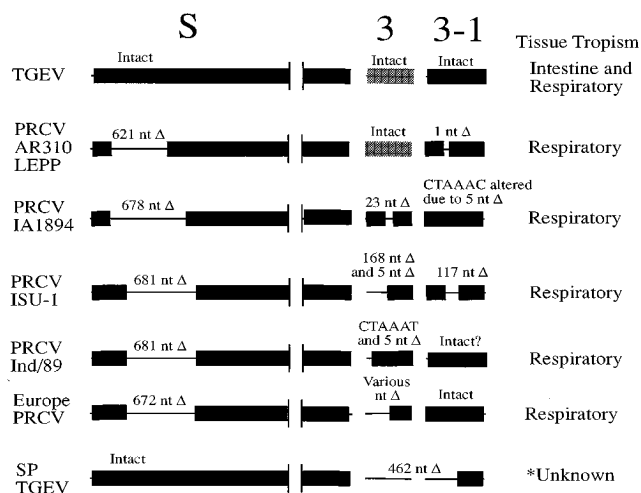 S 3 3-1
Tissue Tropism
TGEV Intact Intact Intact Intestine and
Respiratory
PRCV
AR310 621 nt Δ Intact 1 nt Δ Respiratory
LEPP
PRCV 678 nt Δ 23 nt Δ CTAAAC altered
IA1894 due to 5 nt Δ Respiratory
PRCV 681 nt Δ 168 nt Δ 117 nt Δ
ISU-1 and 5 nt Δ Respiratory
PRCV 681 nt Δ CTAAAT Intact?
Ind/89 and 5 nt Δ Respiratory
Europe 672 nt Δ Various Intact
PRCV nt Δ Respiratory
SP Intact 462 nt Δ *Unknown
TGEV